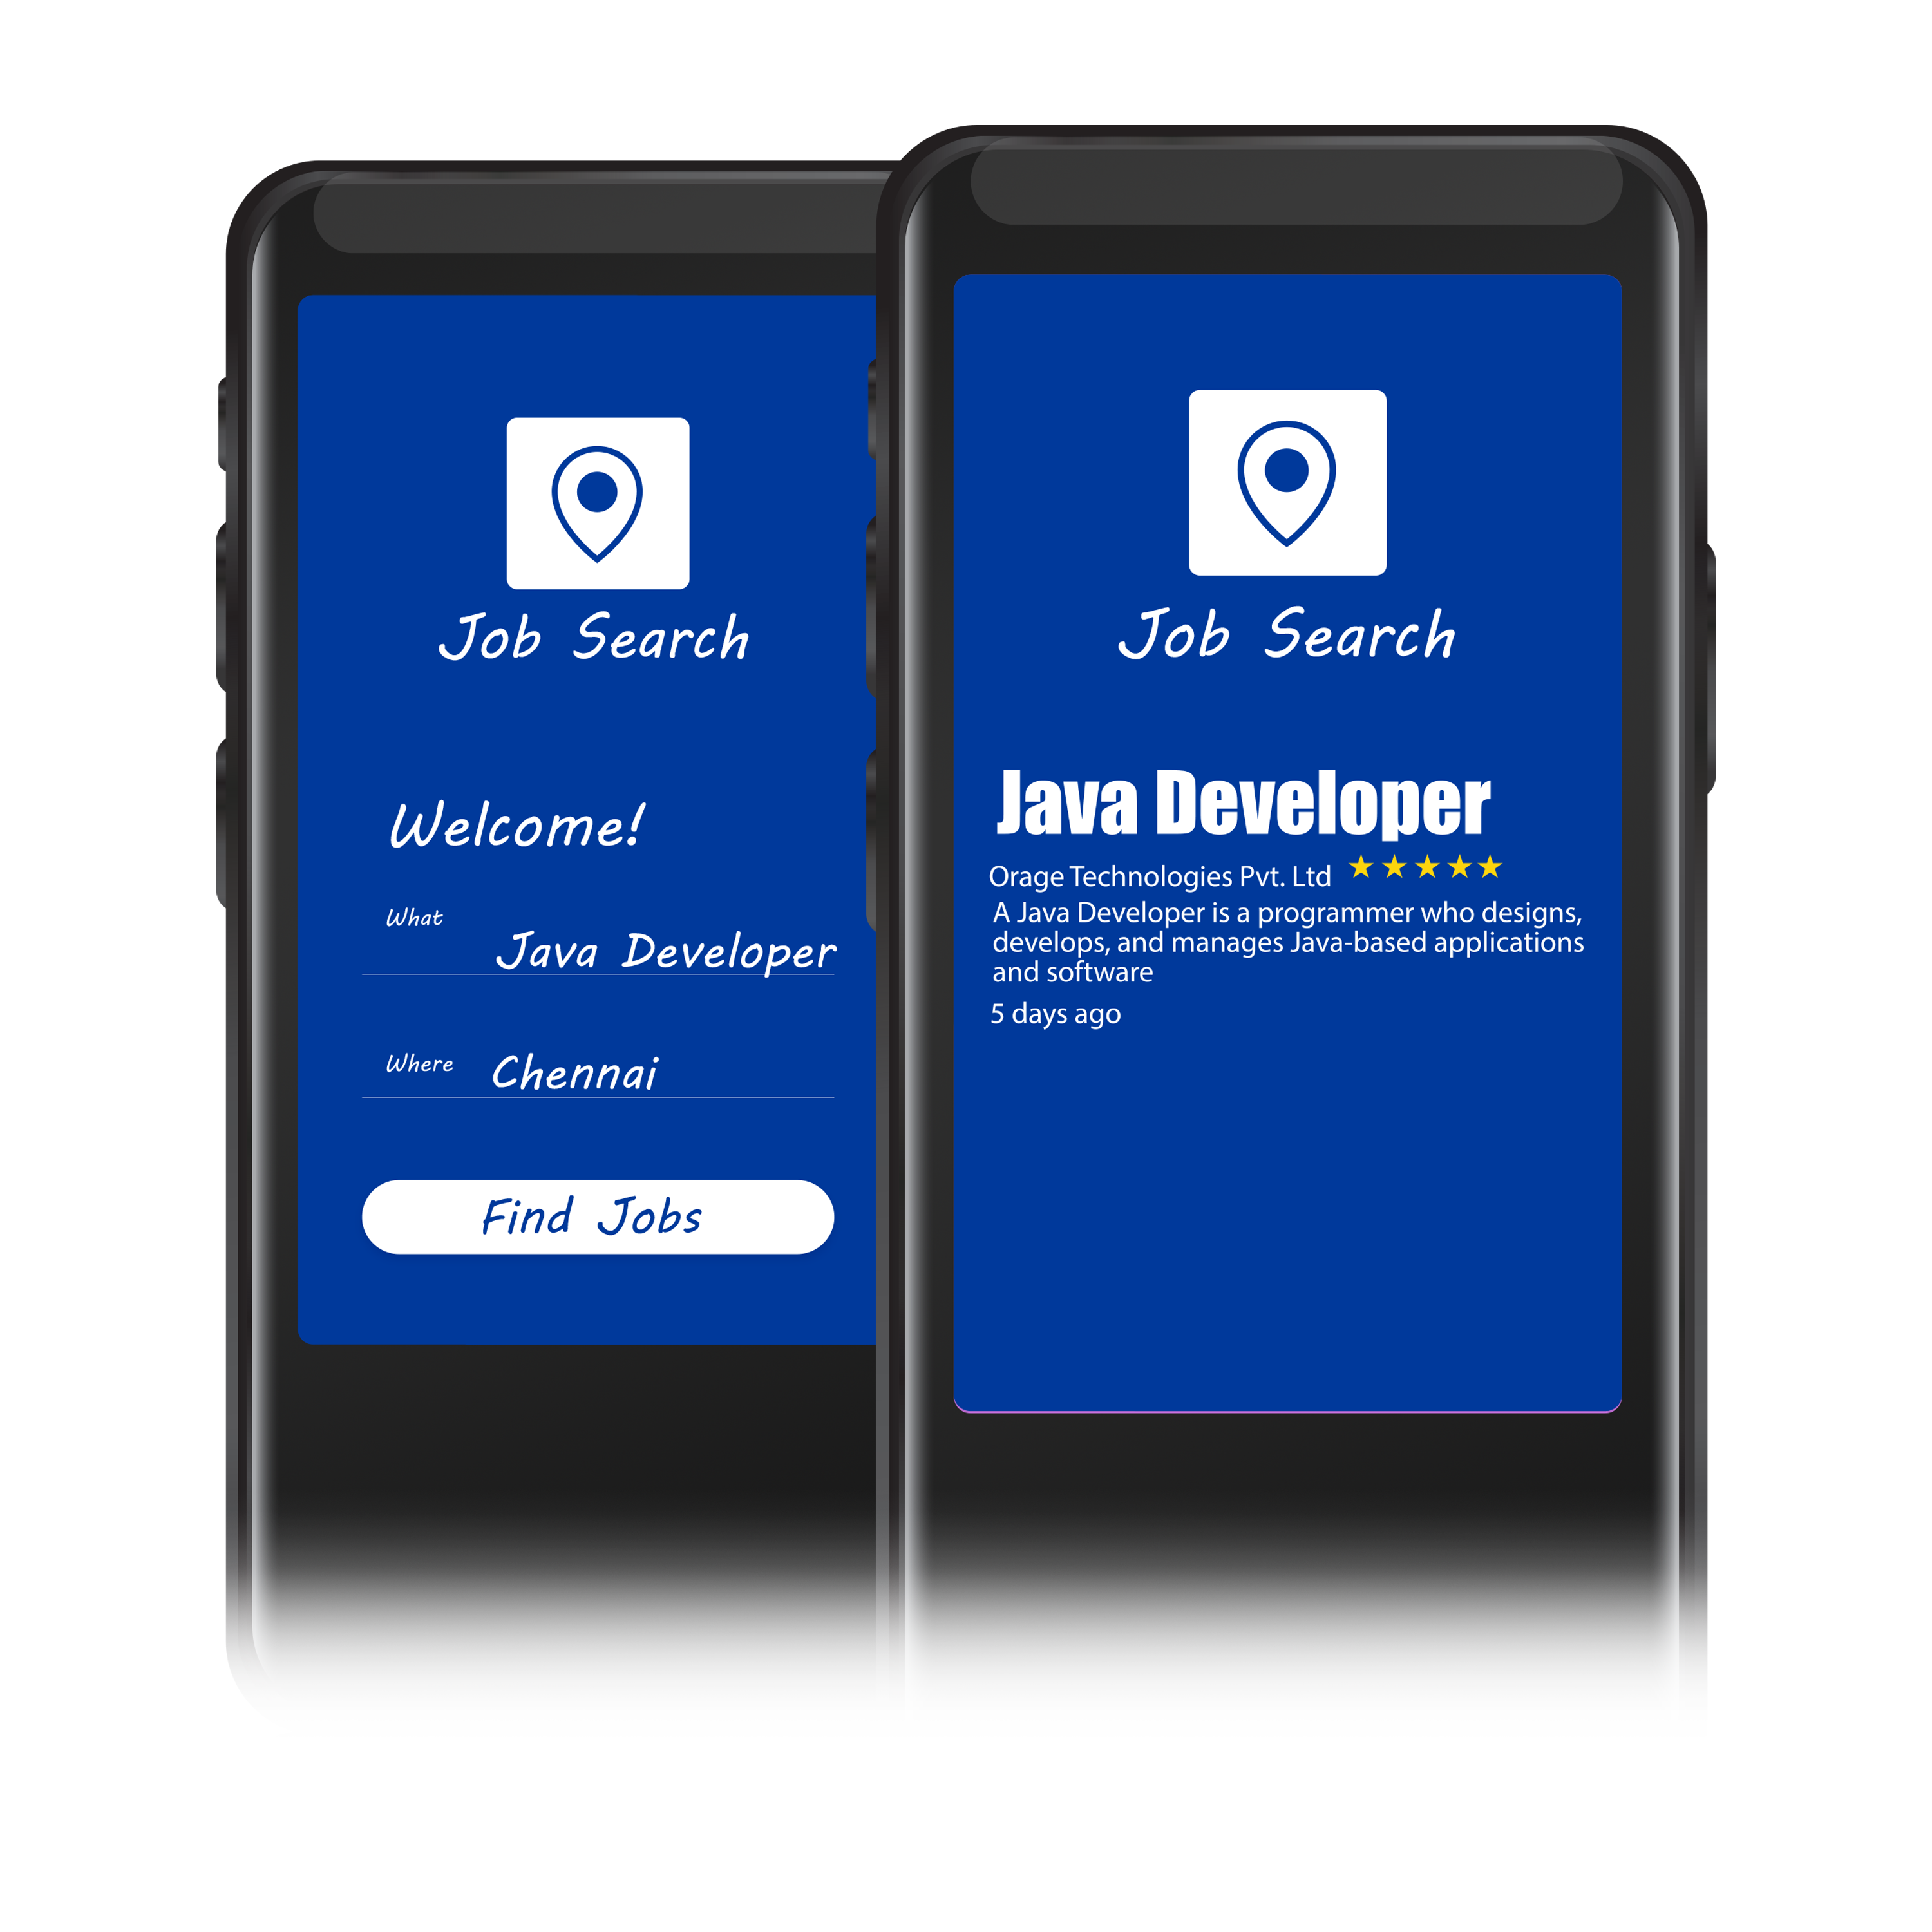 Job Search
Welcome!
What
Java Developer
Where
Chennai
Find Jobs
Job Search
Java Developer
Orage Technologies Pvt. Ltd
A Java Developer is a programmer who designs,
develops, and manages Java-based applications
and software
5 days ago